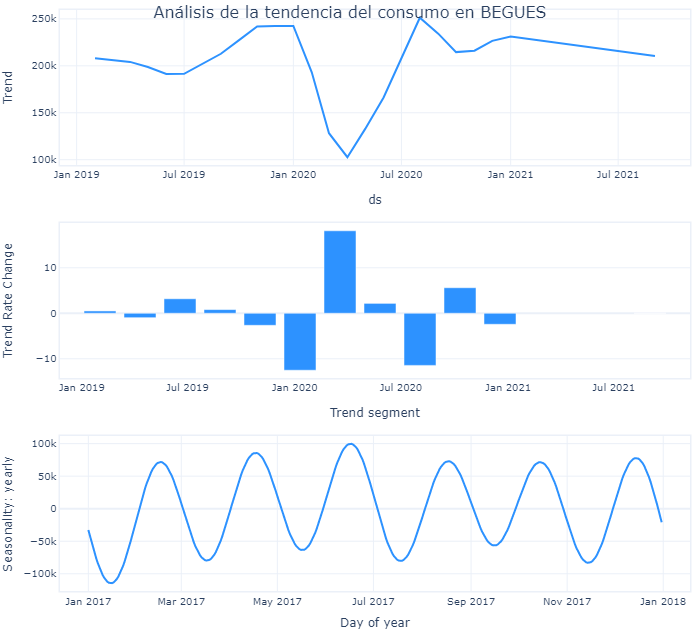 Análisis de la tendencia del consumo en BEGUES
250k
200k
150k
100k
Trend
Jan 2019 Jul 2019 Jan 2020 Jul 2020 Jan 2021 Jul 2021
ds
10
0
−10
Trend Rate Change
Jan 2019 Jul 2019 Jan 2020 Jul 2020 Jan 2021 Jul 2021
Trend segment
100k
50k
0
−50k
−100k
Seasonality: yearly
Jan 2017 Mar 2017 May 2017 Jul 2017 Sep 2017 Nov 2017 Jan 2018
Day of year